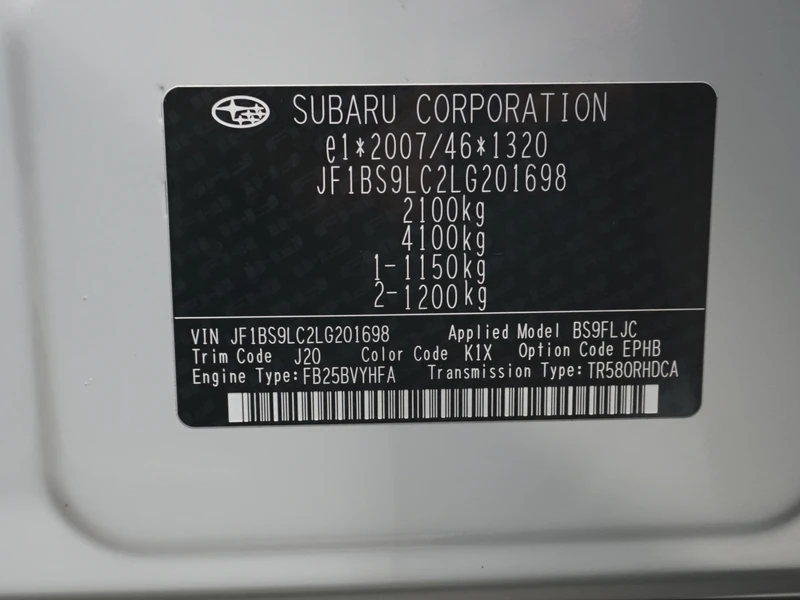 SUBARU CORPORATION
e1*2007/46*1320
JF1BS9LC2LG201698
2100kg
4100kg
1-1150kg
2-1200kg
VIN JF1BS9LC2LG201698 Applied Model BS9FLJC
Trim Code J20 Color Code K1X Option Code EPHB
Engine Type:FB25BVYHFA Transmission Type:TR580RHDCA